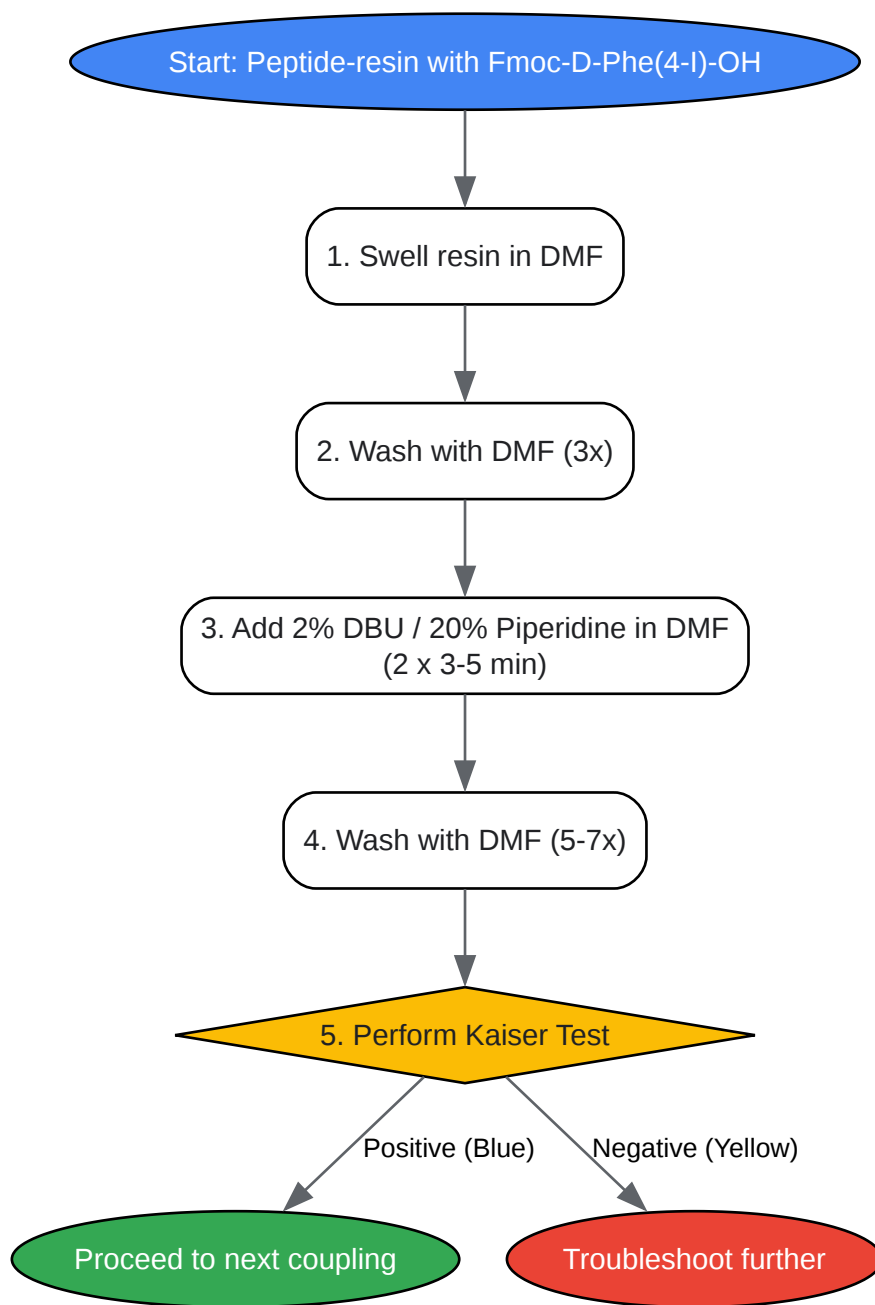 Start: Peptide-resin with Fmoc-D-Phe(4-I)-OH
1. Swell resin in DMF
2. Wash with DMF (3x)
3. Add 2% DBU / 20% Piperidine in DMF
(2 x 3-5 min)
4. Wash with DMF (5-7x)
5. Perform Kaiser Test
Positive (Blue)
Negative (Yellow)
Proceed to next coupling
Troubleshoot further